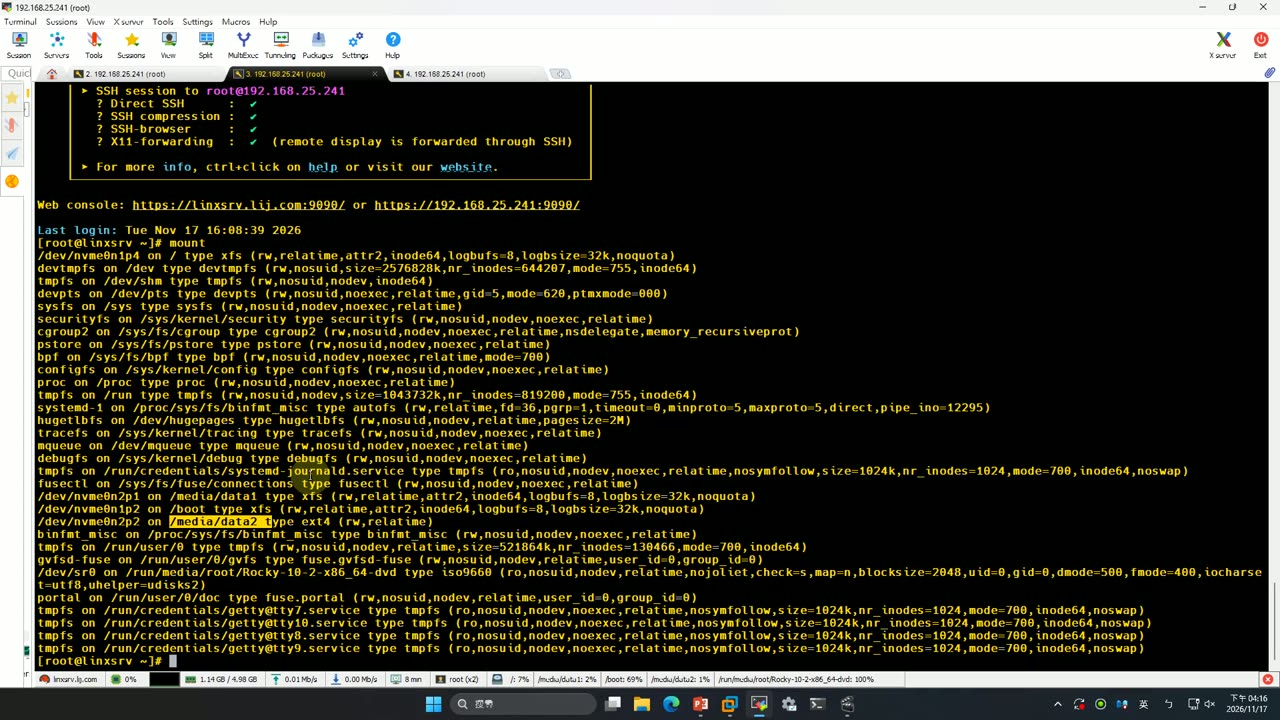 192.168.25.241 (root)
Terminal Sessions View X server Tools Settings Macros Help
Session Servers Tools Sessions View Split MultiExec Tunneling Packages Settings Help X server Exit
Quic 2. 192.168.25.241 (root) 3. 192.168.25.241 (root) 4. 192.168.25.241 (root)
▸ SSH session to root@192.168.25.241
? Direct SSH : ✔
? SSH compression : ✔
? SSH-browser : ✔
? X11-forwarding : ✔ (remote display is forwarded through SSH)
▸ For more info, ctrl+click on help or visit our website.
Web console: https://linxsrv.lij.com:9090/ or https://192.168.25.241:9090/
Last login: Tue Nov 17 16:08:39 2026
[root@linxsrv ~]# mount
/dev/nvme0n1p4 on / type xfs (rw,relatime,attr2,inode64,logbufs=8,logbsize=32k,noquota)
devtmpfs on /dev type devtmpfs (rw,nosuid,size=2576828k,nr_inodes=644207,mode=755,inode64)
tmpfs on /dev/shm type tmpfs (rw,nosuid,nodev,inode64)
devpts on /dev/pts type devpts (rw,nosuid,noexec,relatime,gid=5,mode=620,ptmxmode=000)
sysfs on /sys type sysfs (rw,nosuid,nodev,noexec,relatime)
securityfs on /sys/kernel/security type securityfs (rw,nosuid,nodev,noexec,relatime)
cgroup2 on /sys/fs/cgroup type cgroup2 (rw,nosuid,nodev,noexec,relatime,nsdelegate,memory_recursiveprot)
pstore on /sys/fs/pstore type pstore (rw,nosuid,nodev,noexec,relatime)
bpf on /sys/fs/bpf type bpf (rw,nosuid,nodev,noexec,relatime,mode=700)
configfs on /sys/kernel/config type configfs (rw,nosuid,nodev,noexec,relatime)
proc on /proc type proc (rw,nosuid,nodev,noexec,relatime)
tmpfs on /run type tmpfs (rw,nosuid,nodev,size=1043732k,nr_inodes=819200,mode=755,inode64)
systemd-1 on /proc/sys/fs/binfmt_misc type autofs (rw,relatime,fd=36,pgrp=1,timeout=0,minproto=5,maxproto=5,direct,pipe_ino=12295)
hugetlbfs on /dev/hugepages type hugetlbfs (rw,nosuid,nodev,relatime,pagesize=2M)
tracefs on /sys/kernel/tracing type tracefs (rw,nosuid,nodev,noexec,relatime)
mqueue on /dev/mqueue type mqueue (rw,nosuid,nodev,noexec,relatime)
debugfs on /sys/kernel/debug type debugfs (rw,nosuid,nodev,noexec,relatime)
tmpfs on /run/credentials/systemd-journald.service type tmpfs (ro,nosuid,nodev,noexec,relatime,nosymfollow,size=1024k,nr_inodes=1024,mode=700,inode64,noswap)
fusectl on /sys/fs/fuse/connections type fusectl (rw,nosuid,nodev,noexec,relatime)
/dev/nvme0n2p1 on /media/data1 type xfs (rw,relatime,attr2,inode64,logbufs=8,logbsize=32k,noquota)
/dev/nvme0n1p2 on /boot type xfs (rw,relatime,attr2,inode64,logbufs=8,logbsize=32k,noquota)
/dev/nvme0n2p2 on /media/data2 type ext4 (rw,relatime)
binfmt_misc on /proc/sys/fs/binfmt_misc type binfmt_misc (rw,nosuid,nodev,noexec,relatime)
tmpfs on /run/user/0 type tmpfs (rw,nosuid,nodev,relatime,size=521864k,nr_inodes=130466,mode=700,inode64)
gvfsd-fuse on /run/user/0/gvfs type fuse.gvfsd-fuse (rw,nosuid,nodev,relatime,user_id=0,group_id=0)
/dev/sr0 on /run/media/root/Rocky-10-2-x86_64-dvd type iso9660 (ro,nosuid,nodev,relatime,nojoliet,check=s,map=n,blocksize=2048,uid=0,gid=0,dmode=500,fmode=400,iocharse
t=utf8,uhelper=udisks2)
portal on /run/user/0/doc type fuse.portal (rw,nosuid,nodev,relatime,user_id=0,group_id=0)
tmpfs on /run/credentials/getty@tty7.service type tmpfs (ro,nosuid,nodev,noexec,relatime,nosymfollow,size=1024k,nr_inodes=1024,mode=700,inode64,noswap)
tmpfs on /run/credentials/getty@tty10.service type tmpfs (ro,nosuid,nodev,noexec,relatime,nosymfollow,size=1024k,nr_inodes=1024,mode=700,inode64,noswap)
tmpfs on /run/credentials/getty@tty8.service type tmpfs (ro,nosuid,nodev,noexec,relatime,nosymfollow,size=1024k,nr_inodes=1024,mode=700,inode64,noswap)
tmpfs on /run/credentials/getty@tty9.service type tmpfs (ro,nosuid,nodev,noexec,relatime,nosymfollow,size=1024k,nr_inodes=1024,mode=700,inode64,noswap)
[root@linxsrv ~]#
linxsrv.lij.com 0% 1.14 GB / 4.98 GB 0.01 Mb/s 0.00 Mb/s 8 min root (x2) /: 7% /media/data1: 2% /boot: 69% /media/data2: 1% /run/media/root/Rocky-10-2-x86_64-dvd: 100%
搜尋 英 下午 04:16
2026/11/17